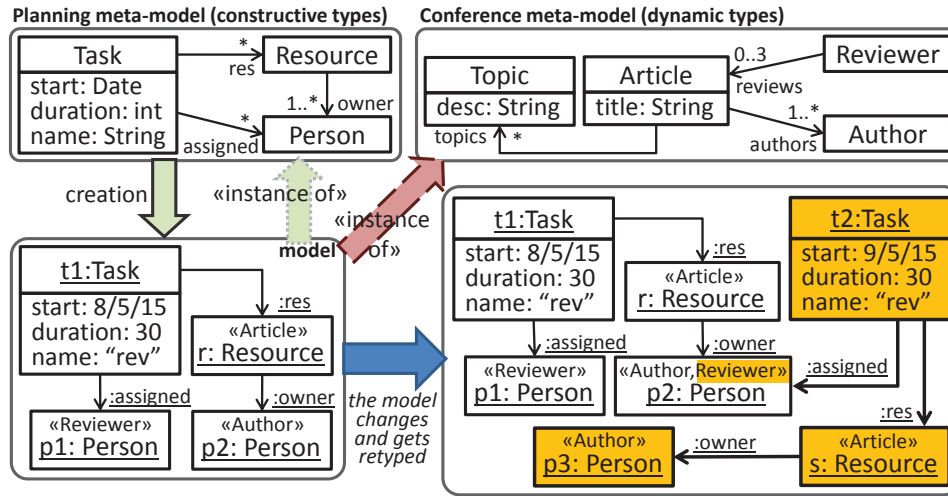 Planning meta-model (constructive types)
Task
start: Date
duration: int
name: String
*
res
Resource
1..*
owner
*
assigned
Person
Conference meta-model (dynamic types)
Topic
desc: String
topics
*
Article
title: String
0..3
reviews
Reviewer
1..*
authors
Author
creation
«instance of»
«instance
of»
model
t1:Task
start: 8/5/15
duration: 30
name: “rev”
:res
«Article»
r: Resource
:assigned
:owner
«Reviewer»
p1: Person
«Author»
p2: Person
the model
changes
and gets
retyped
t1:Task
start: 8/5/15
duration: 30
name: “rev”
:res
«Article»
r: Resource
t2:Task
start: 9/5/15
duration: 30
name: “rev”
:assigned
:owner
«Reviewer»
p1: Person
«Author,Reviewer»
p2: Person
:assigned
:res
«Author»
p3: Person
:owner
«Article»
s: Resource